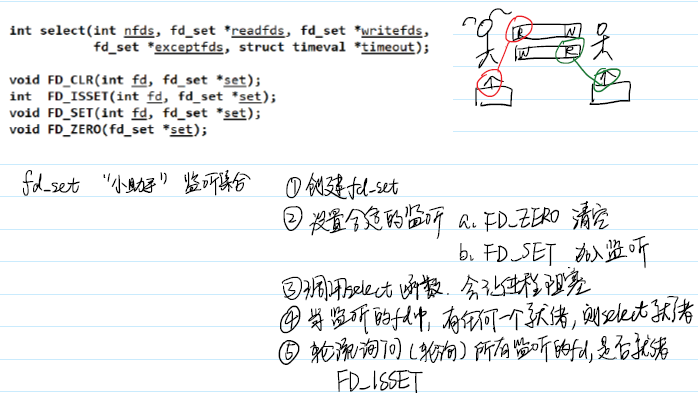 int select(int nfds, fd_set *readfds, fd_set *writefds,
fd_set *exceptfds, struct timeval *timeout);
void FD_CLR(int fd, fd_set *set);
int FD_ISSET(int fd, fd_set *set);
void FD_SET(int fd, fd_set *set);
void FD_ZERO(fd_set *set);
R W
W R
fd_set "小助手" 监听集合
① 创建fd_set
② 设置合适的监听 a. FD_ZERO 清空
b. FD_SET 加入监听
③ 调用select函数. 会让进程阻塞
④ 当监听的fd中, 有任何一个就绪, 则select就绪
⑤ 轮流询问(轮询) 所有监听的fd, 是否就绪
FD_ISSET